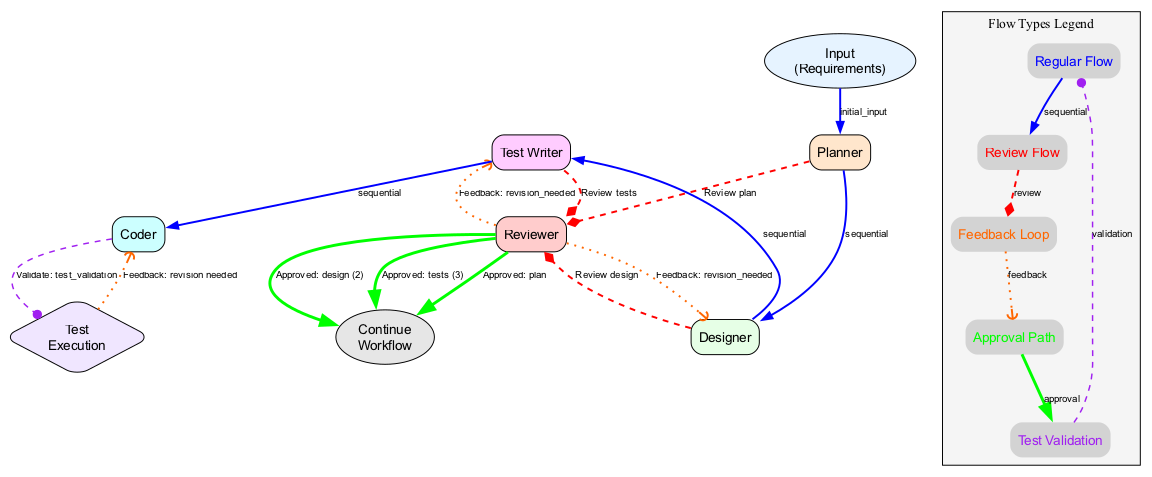 Flow Types Legend
Input
(Requirements)
Regular Flow
initial_input
sequential
Test Writer
Planner
Review Flow
sequential
Feedback: revision_needed
Review tests
Review plan
review
Coder
Reviewer
Feedback Loop
sequential
sequential
validation
Validate: test_validation
Feedback: revision needed
Approved: design (2)
Approved: tests (3)
Approved: plan
Review design
Feedback: revision_needed
feedback
Test
Execution
Continue
Workflow
Designer
Approval Path
approval
Test Validation